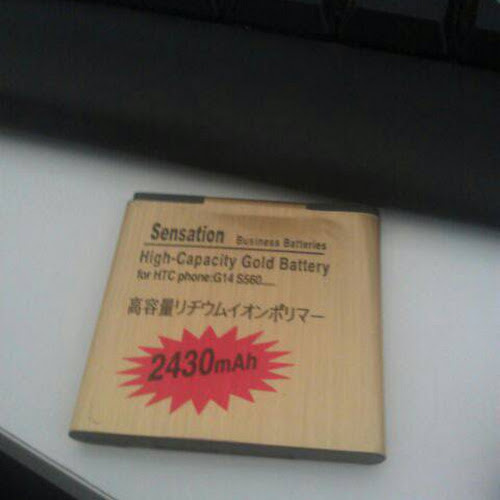 Sensation Business Batteries
High-Capacity Gold Battery
for HTC phone:G14 S560.....
高容量リチウムイオンポリマー
2430mAh